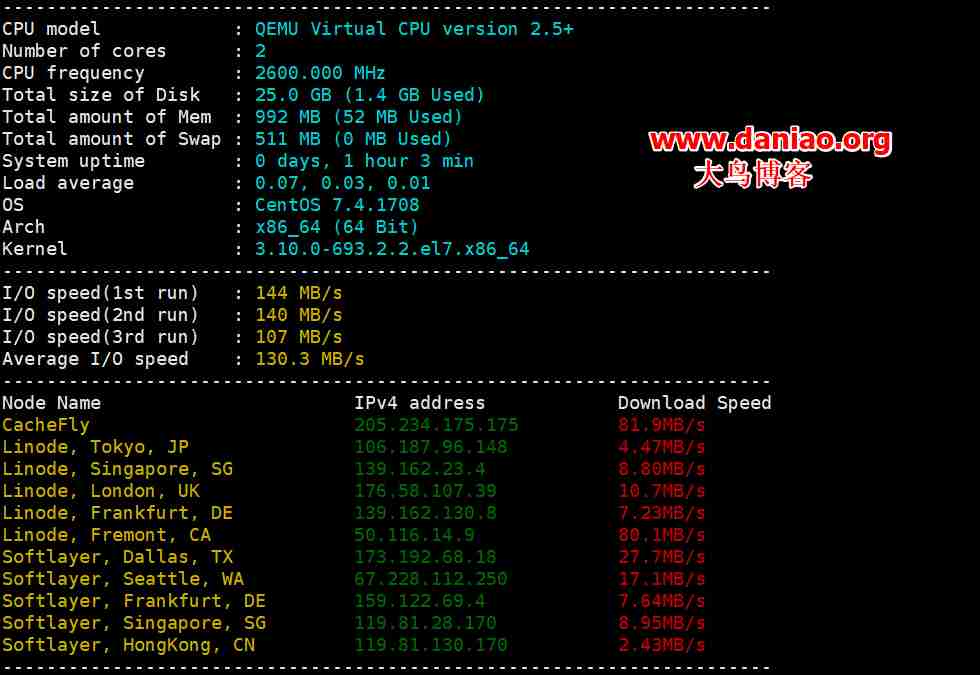 ----------------------------------------------------------------------
CPU model            : QEMU Virtual CPU version 2.5+
Number of cores      : 2
CPU frequency        : 2600.000 MHz
Total size of Disk   : 25.0 GB (1.4 GB Used)
Total amount of Mem  : 992 MB (52 MB Used)
Total amount of Swap : 511 MB (0 MB Used)
System uptime        : 0 days, 1 hour 3 min
Load average         : 0.07, 0.03, 0.01
OS                   : CentOS 7.4.1708
Arch                 : x86_64 (64 Bit)
Kernel               : 3.10.0-693.2.2.el7.x86_64
www.daniao.org
大鸟博客
----------------------------------------------------------------------
I/O speed(1st run)   : 144 MB/s
I/O speed(2nd run)   : 140 MB/s
I/O speed(3rd run)   : 107 MB/s
Average I/O speed    : 130.3 MB/s
----------------------------------------------------------------------
Node Name                       IPv4 address            Download Speed
CacheFly                        205.234.175.175         81.9MB/s
Linode, Tokyo, JP               106.187.96.148          4.47MB/s
Linode, Singapore, SG           139.162.23.4            8.80MB/s
Linode, London, UK              176.58.107.39           10.7MB/s
Linode, Frankfurt, DE           139.162.130.8           7.23MB/s
Linode, Fremont, CA             50.116.14.9             80.1MB/s
Softlayer, Dallas, TX           173.192.68.18           27.7MB/s
Softlayer, Seattle, WA          67.228.112.250          17.1MB/s
Softlayer, Frankfurt, DE        159.122.69.4            7.64MB/s
Softlayer, Singapore, SG        119.81.28.170           8.95MB/s
Softlayer, HongKong, CN         119.81.130.170          2.43MB/s
----------------------------------------------------------------------